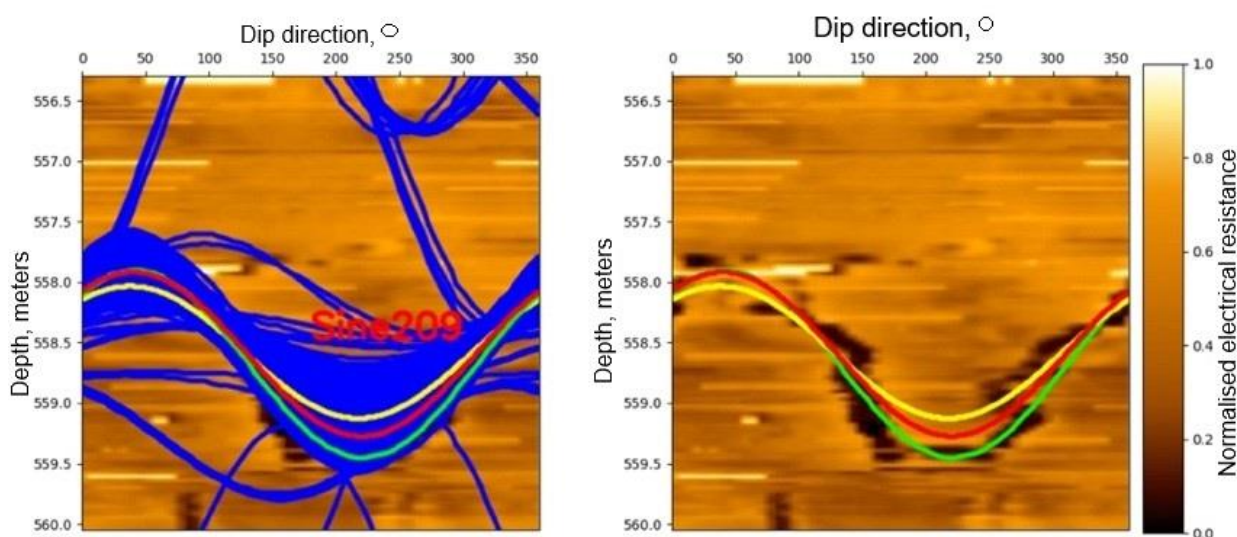 Dip direction, °
0 50 100 150 200 250 300 350
Depth, meters
556.5
557.0
557.5
558.0
558.5
559.0
559.5
560.0
Sine209
Dip direction, °
0 50 100 150 200 250 300 350
Depth, meters
556.5
557.0
557.5
558.0
558.5
559.0
559.5
560.0
1.0
0.8
0.6
0.4
0.2
0.0
Normalised electrical resistance